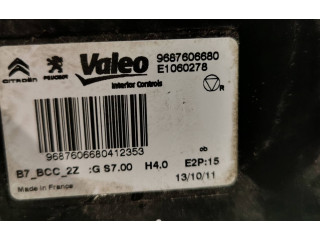 CITROËN PEUGEOT Valeo 9687606680
E1060278
Interior Controls
R
9687606680412353
ob
B7_BCC_2Z :G S7.00 H4.0 E2P:15
Made in France 13/10/11